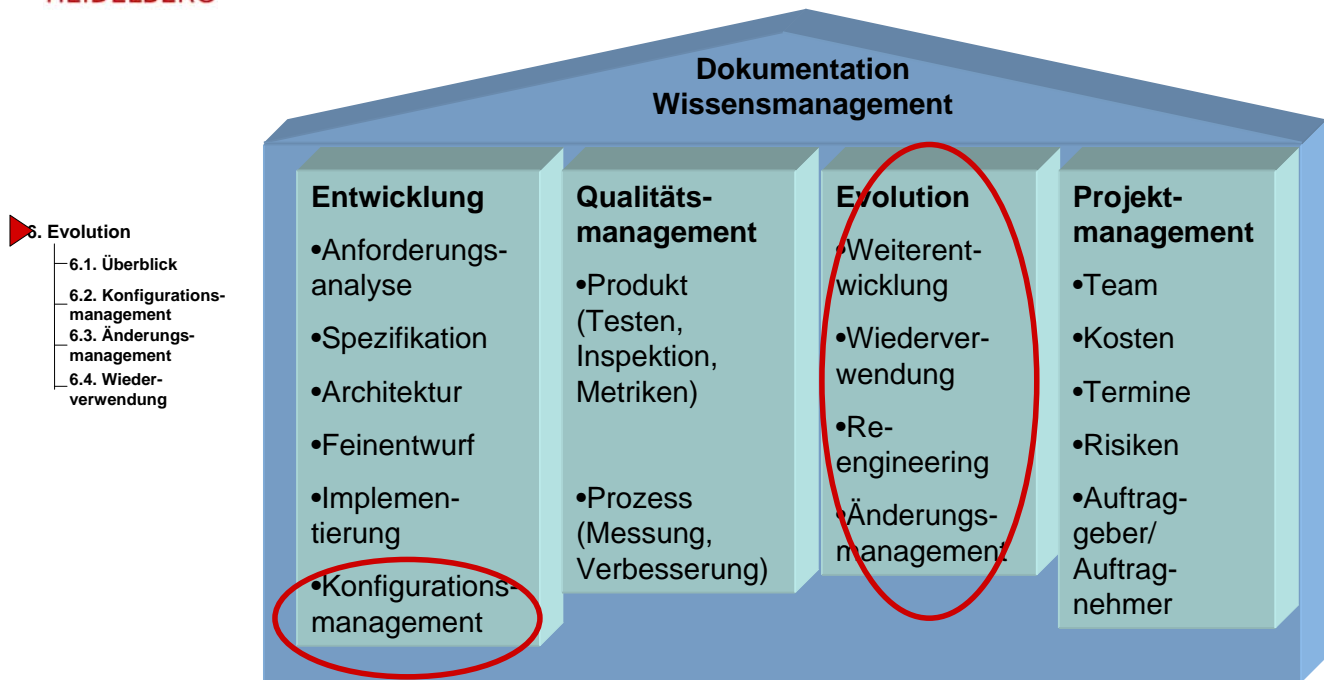 HEIDELBERG
Dokumentation
Wissensmanagement
6. Evolution
6.1. Überblick
6.2. Konfigurations-
management
6.3. Änderungs-
management
6.4. Wieder-
verwendung
Entwicklung
•Anforderungs-
analyse
•Spezifikation
•Architektur
•Feinentwurf
•Implemen-
tierung
•Konfigurations-
management
Qualitäts-
management
•Produkt
(Testen,
Inspektion,
Metriken)
•Prozess
(Messung,
Verbesserung)
Evolution
•Weiterent-
wicklung
•Wiederver-
wendung
•Re-
engineering
•Änderungs-
management
Projekt-
management
•Team
•Kosten
•Termine
•Risiken
•Auftrag-
geber/
Auftrag-
nehmer